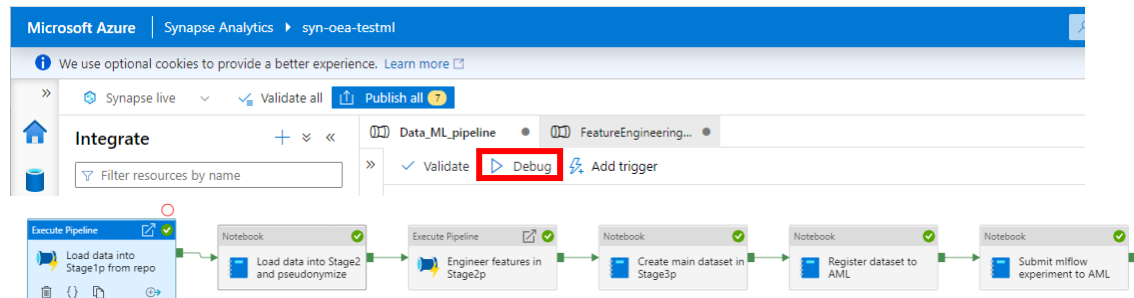 Microsoft Azure Synapse Analytics syn-oea-testml
We use optional cookies to provide a better experience. Learn more
Synapse live Validate all Publish all 7
Integrate Data_ML_pipeline FeatureEngineering...
Validate Debug Add trigger
Filter resources by name
Execute Pipeline
Load data into
Stage1p from repo
{}
Notebook
Load data into Stage2
and pseudonymize
Execute Pipeline
Engineer features in
Stage2p
Notebook
Create main dataset in
Stage3p
Notebook
Register dataset to
AML
Notebook
Submit mlflow
experiment to AML